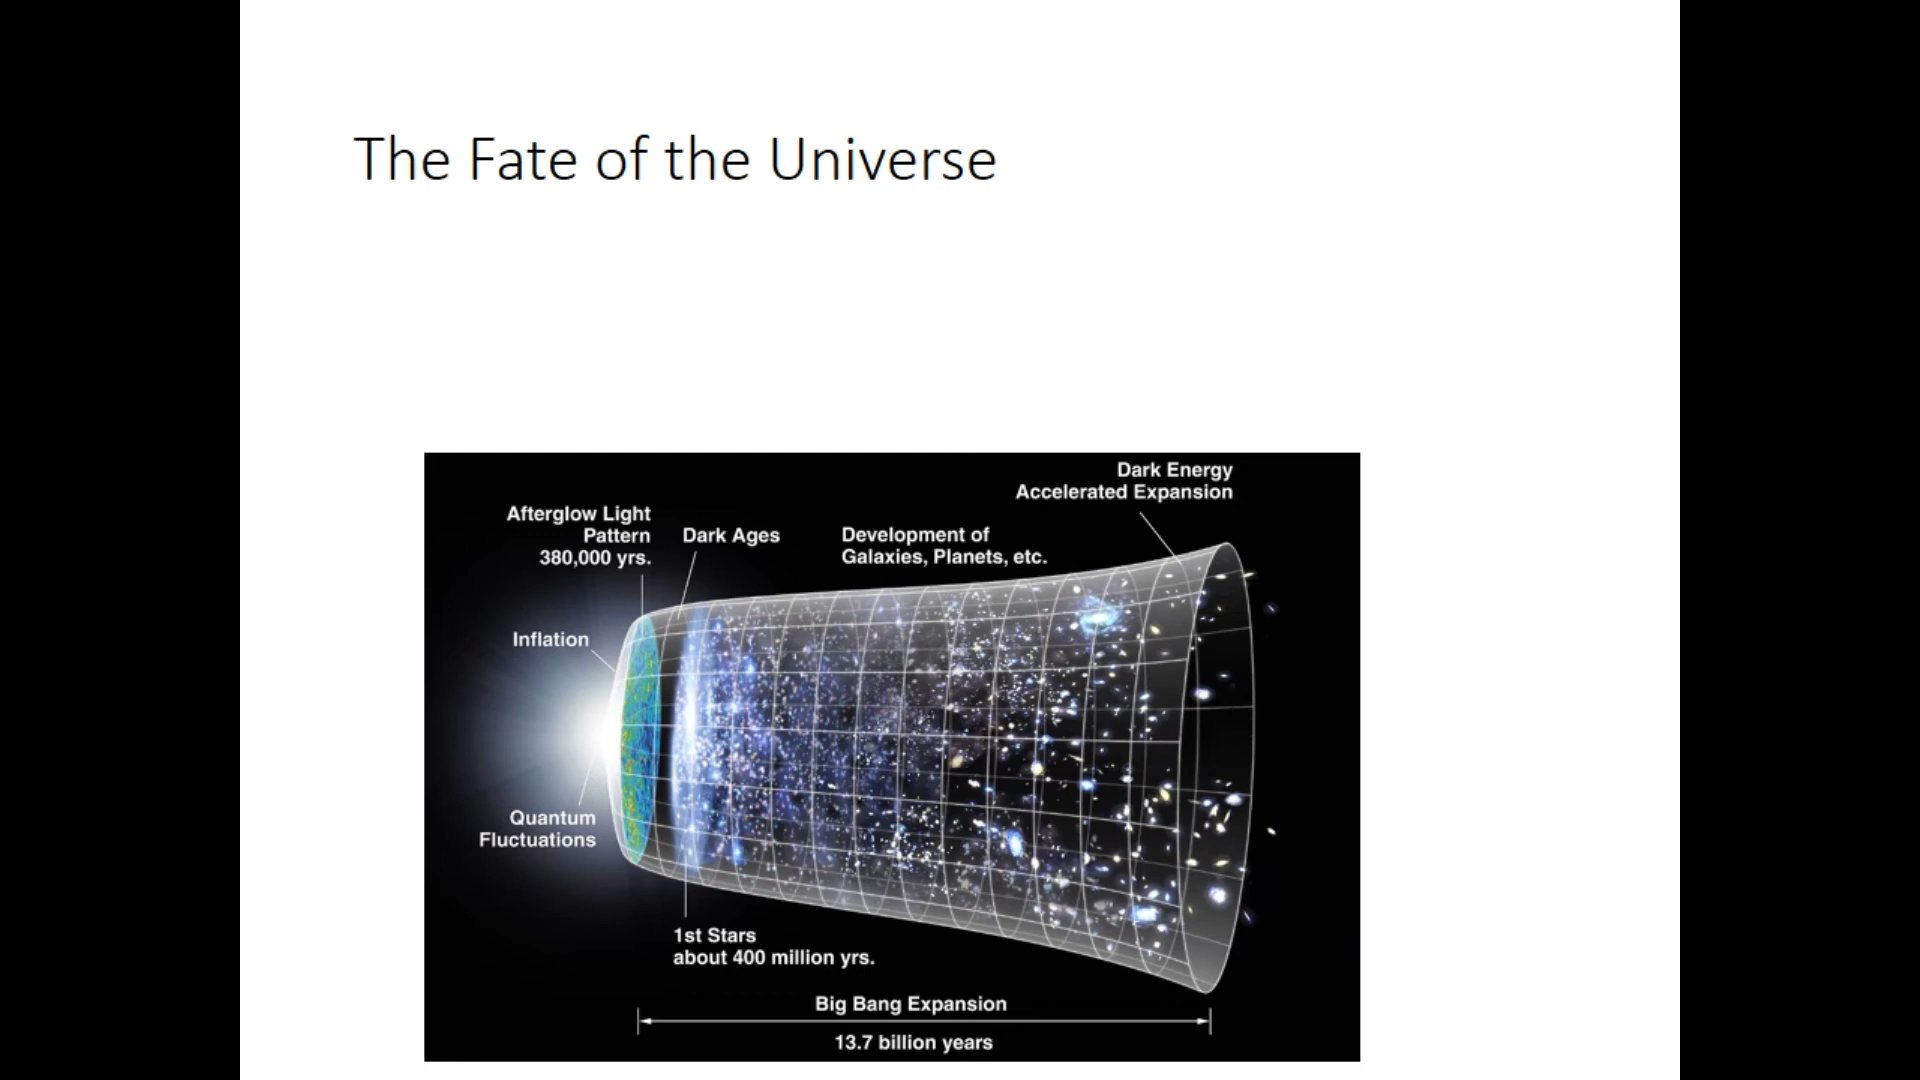 The Fate of the Universe
Dark Energy
Accelerated Expansion
Afterglow Light
Pattern
380,000 yrs.
Dark Ages
Development of
Galaxies, Planets, etc.
Inflation
Quantum
Fluctuations
1st Stars
about 400 million yrs.
Big Bang Expansion
13.7 billion years